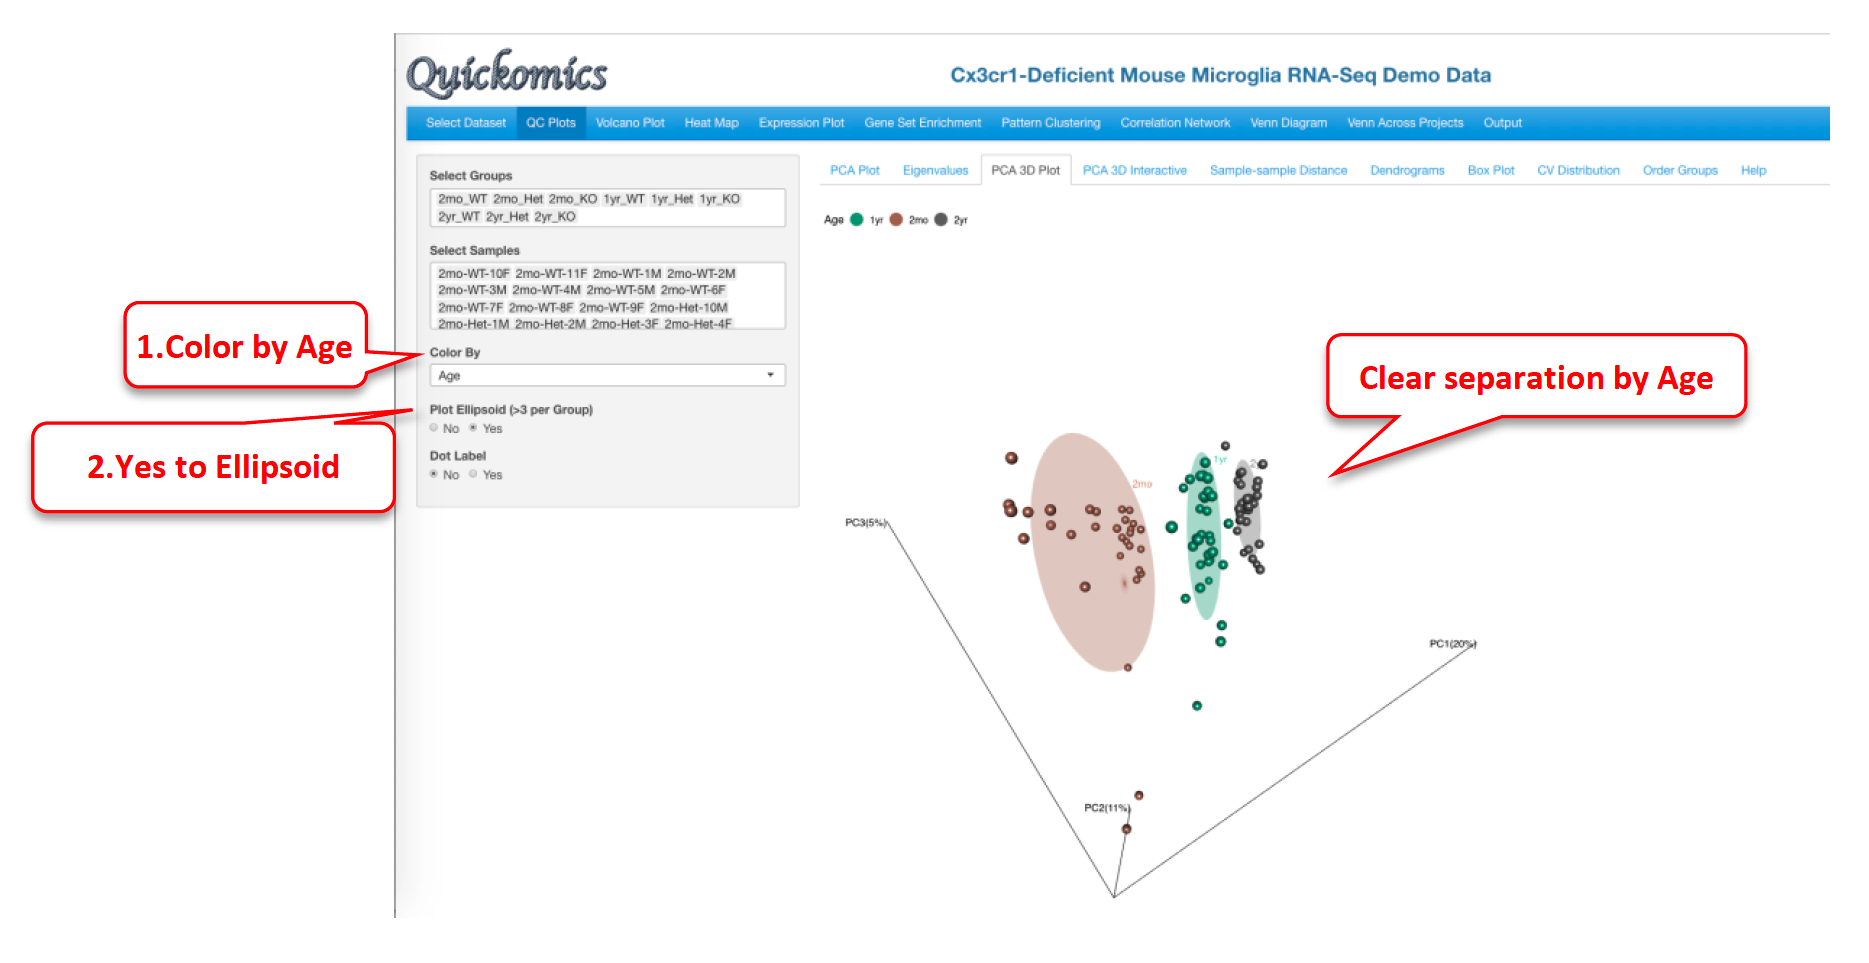 Quickomics
Cx3cr1-Deficient Mouse Microglia RNA-Seq Demo Data
Select Dataset QC Plots Volcano Plot Heat Map Expression Plot Gene Set Enrichment Pattern Clustering Correlation Network Venn Diagram Venn Across Projects Output
PCA Plot Eigenvalues PCA 3D Plot PCA 3D Interactive Sample-sample Distance Dendrograms Box Plot CV Distribution Order Groups Help
Select Groups
2mo_WT 2mo_Het 2mo_KO 1yr_WT 1yr_Het 1yr_KO
2yr_WT 2yr_Het 2yr_KO
Select Samples
2mo-WT-10F 2mo-WT-11F 2mo-WT-1M 2mo-WT-2M
2mo-WT-3M 2mo-WT-4M 2mo-WT-5M 2mo-WT-6F
2mo-WT-7F 2mo-WT-8F 2mo-WT-9F 2mo-Het-10M
2mo-Het-1M 2mo-Het-2M 2mo-Het-3F 2mo-Het-4F
Color By
Age
Plot Ellipsoid (>3 per Group)
No Yes
Dot Label
No Yes
1.Color by Age
2.Yes to Ellipsoid
Age 1yr 2mo 2yr
Clear separation by Age
1yr
2mo
PC3(5%)
PC1(20%)
PC2(11%)